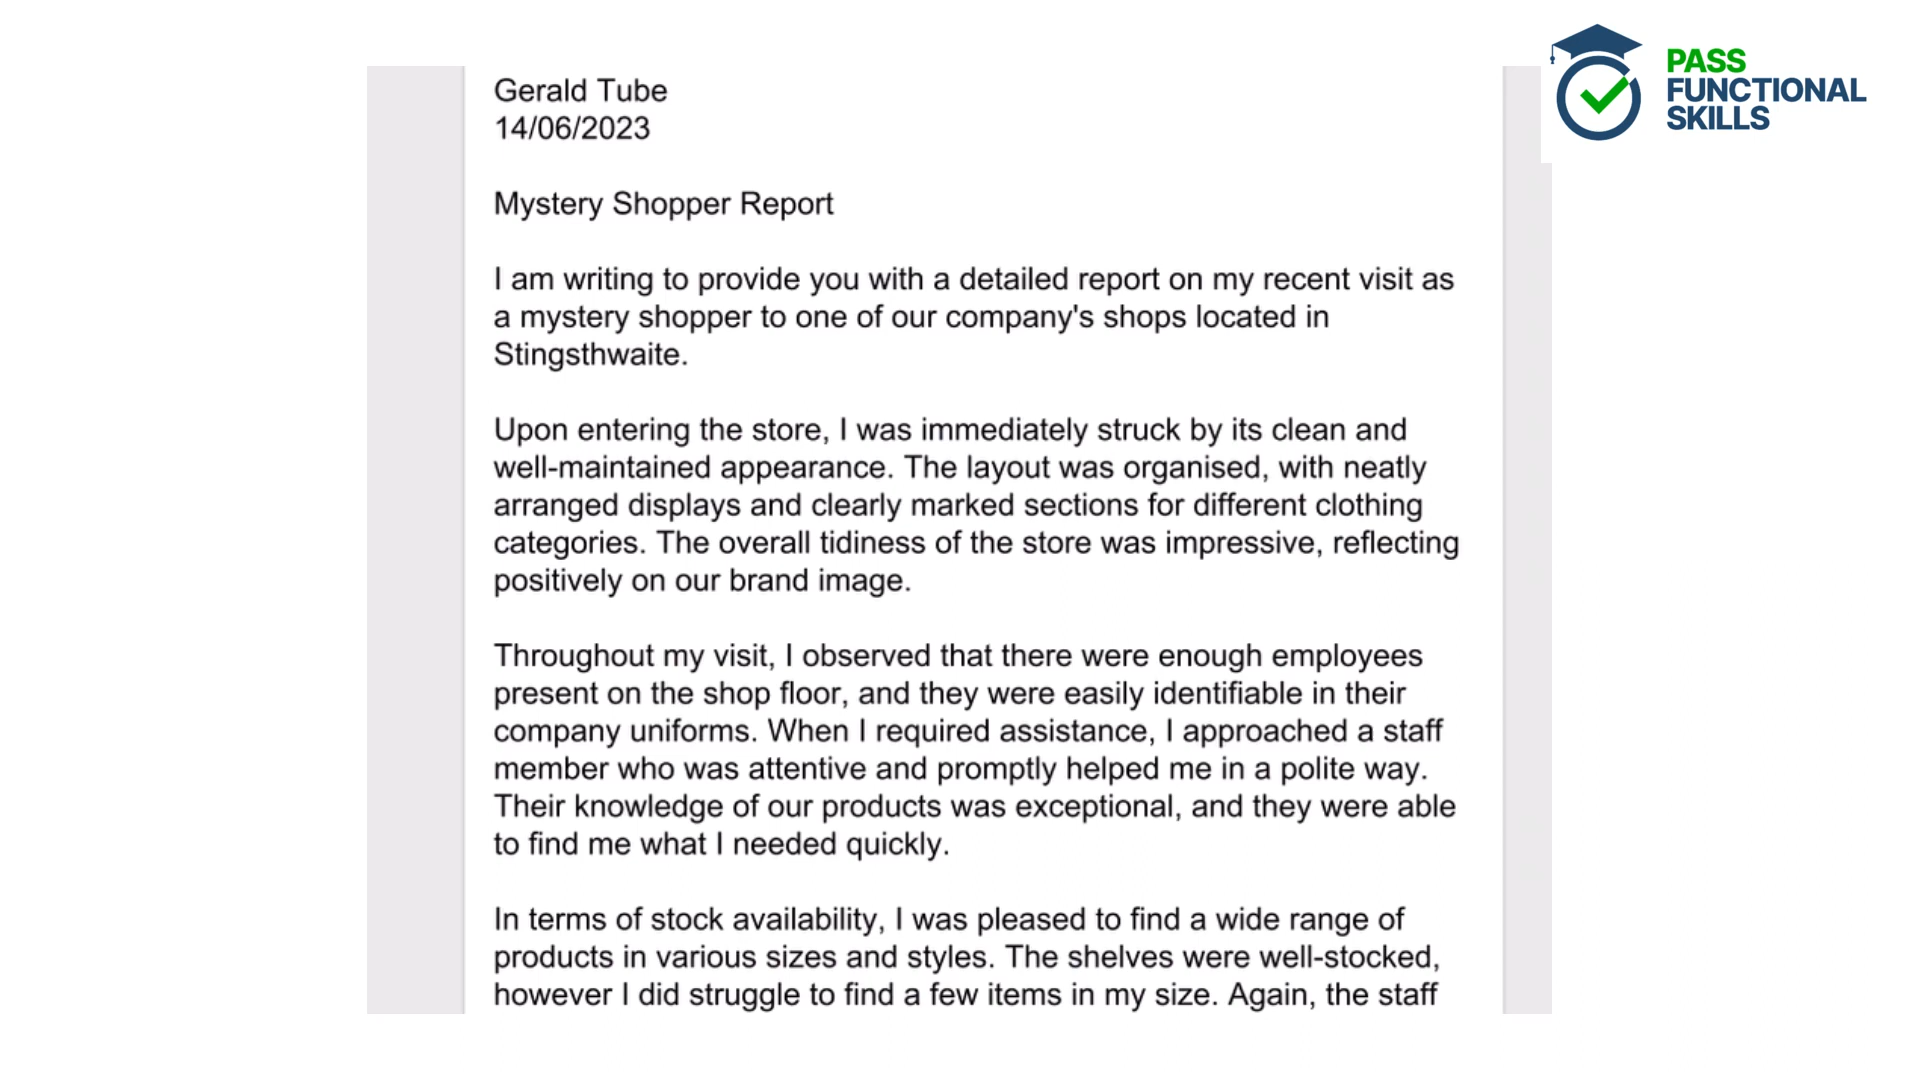 PASS
FUNCTIONAL
SKILLS
Gerald Tube
14/06/2023
Mystery Shopper Report
I am writing to provide you with a detailed report on my recent visit as
a mystery shopper to one of our company's shops located in
Stingsthwaite.
Upon entering the store, I was immediately struck by its clean and
well-maintained appearance. The layout was organised, with neatly
arranged displays and clearly marked sections for different clothing
categories. The overall tidiness of the store was impressive, reflecting
positively on our brand image.
Throughout my visit, I observed that there were enough employees
present on the shop floor, and they were easily identifiable in their
company uniforms. When I required assistance, I approached a staff
member who was attentive and promptly helped me in a polite way.
Their knowledge of our products was exceptional, and they were able
to find me what I needed quickly.
In terms of stock availability, I was pleased to find a wide range of
products in various sizes and styles. The shelves were well-stocked,
however I did struggle to find a few items in my size. Again, the staff